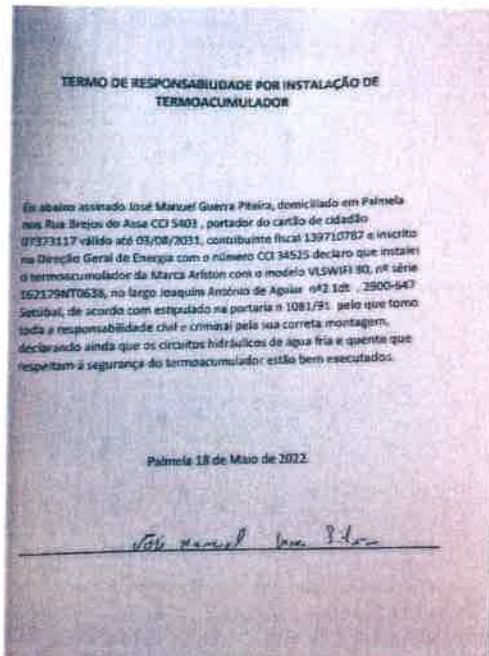 TERMO DE RESPONSABILIDADE POR INSTALAÇÃO DE
TERMOACUMULADOR
Eu abaixo assinado José Manuel Guerra Piteira, domiciliado em Palmela
nos Rua Brejos do Assa CCI 5403 , portador do cartão de cidadão
07373117 válido até 03/08/2031, contribuinte fiscal 139710787 e inscrito
na Direção Geral de Energia com o número CCI 34525 declaro que instalei
o termoacumulador da Marca Ariston com o modelo VLSWIFI 80, nº série
162179NT0638, no largo Joaquim António de Aguiar nº2 1dt , 2900-647
Setúbal, de acordo com estipulado na portaria n 1081/91 pelo que tomo
toda a responsabilidade civil e criminal pela sua correta montagem,
declarando ainda que os circuitos hidráulicos de água fria e quente que
respeitam á segurança do termoacumulador estão bem executados.
Palmela 18 de Maio de 2022
José Manuel